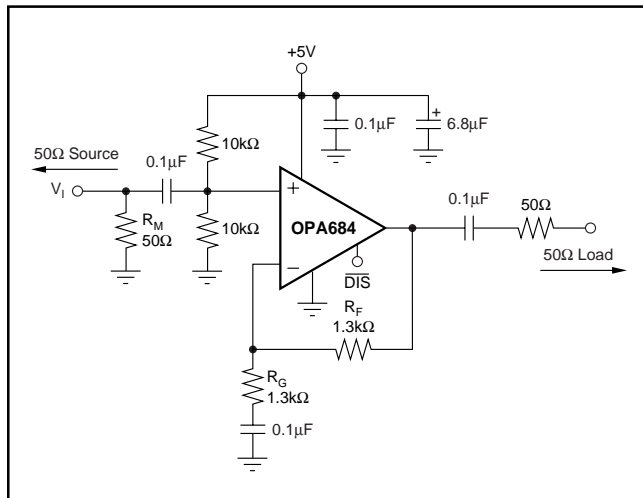 +5V
0.1µF
+
6.8µF
50Ω Source
0.1µF
10kΩ
V_I
R_M
50Ω
10kΩ
+
OPA684
−
DIS
0.1µF
50Ω
50Ω Load
R_F
1.3kΩ
R_G
1.3kΩ
0.1µF